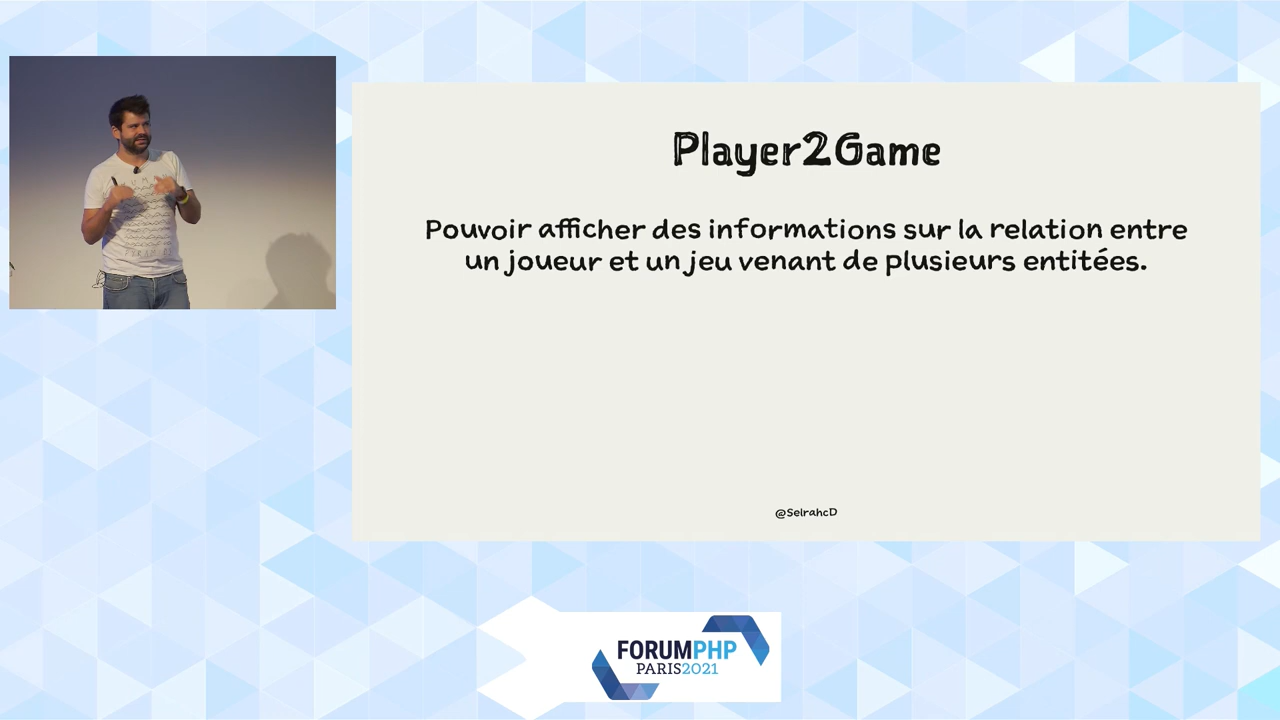 Player2Game
Pouvoir afficher des informations sur la relation entre
un joueur et un jeu venant de plusieurs entitées.
@SelrahcD
FORUMPHP
PARIS2021